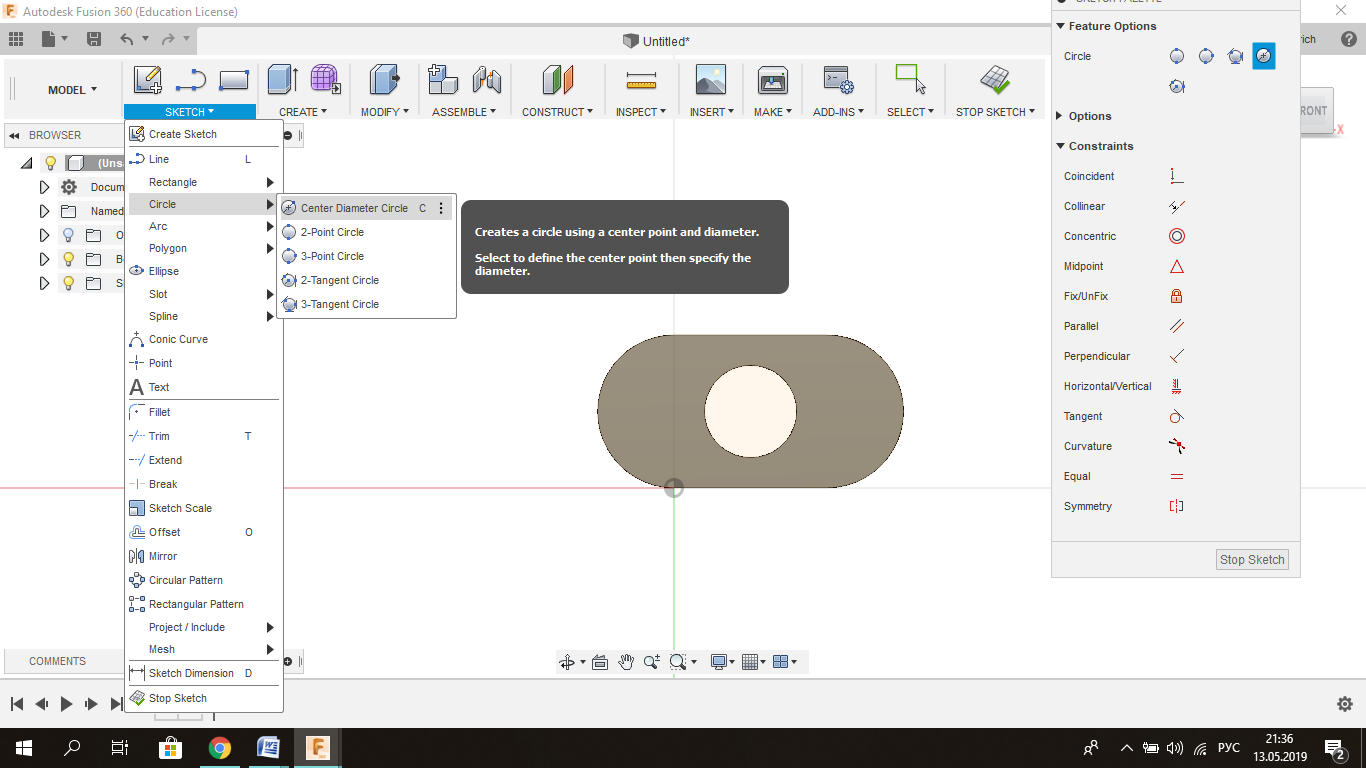 Autodesk Fusion 360 (Education License)
SKETCH PALETTE
Untitled*
rich
MODEL
SKETCH
CREATE
MODIFY
ASSEMBLE
CONSTRUCT
INSPECT
INSERT
MAKE
ADD-INS
SELECT
STOP SKETCH
BROWSER
(Uns
Docum
Named
O
B
S
Create Sketch
Line L
Rectangle
Circle
Arc
Polygon
Ellipse
Slot
Spline
Conic Curve
Point
Text
Fillet
Trim T
Extend
Break
Sketch Scale
Offset O
Mirror
Circular Pattern
Rectangular Pattern
Project / Include
Mesh
Sketch Dimension D
Stop Sketch
Center Diameter Circle C
2-Point Circle
3-Point Circle
2-Tangent Circle
3-Tangent Circle
Creates a circle using a center point and diameter.
Select to define the center point then specify the
diameter.
Feature Options
Circle
Options
Constraints
Coincident
Collinear
Concentric
Midpoint
Fix/UnFix
Parallel
Perpendicular
Horizontal/Vertical
Tangent
Curvature
Equal
Symmetry
Stop Sketch
RONT
X
COMMENTS
РУС
21:36
13.05.2019
2